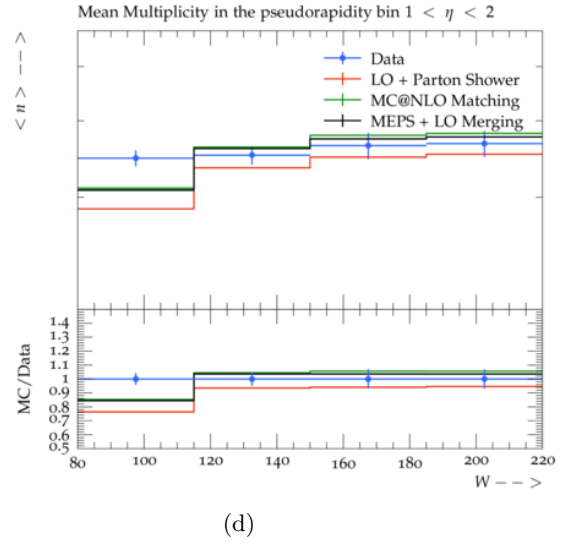 Mean Multiplicity in the pseudorapidity bin 1 < η < 2
< n > −− >
Data
LO + Parton Shower
MC@NLO Matching
MEPS + LO Merging
MC/Data
1.4
1.3
1.2
1.1
1
0.9
0.8
0.7
0.6
0.5
80 100 120 140 160 180 200 220
W −− >
(d)